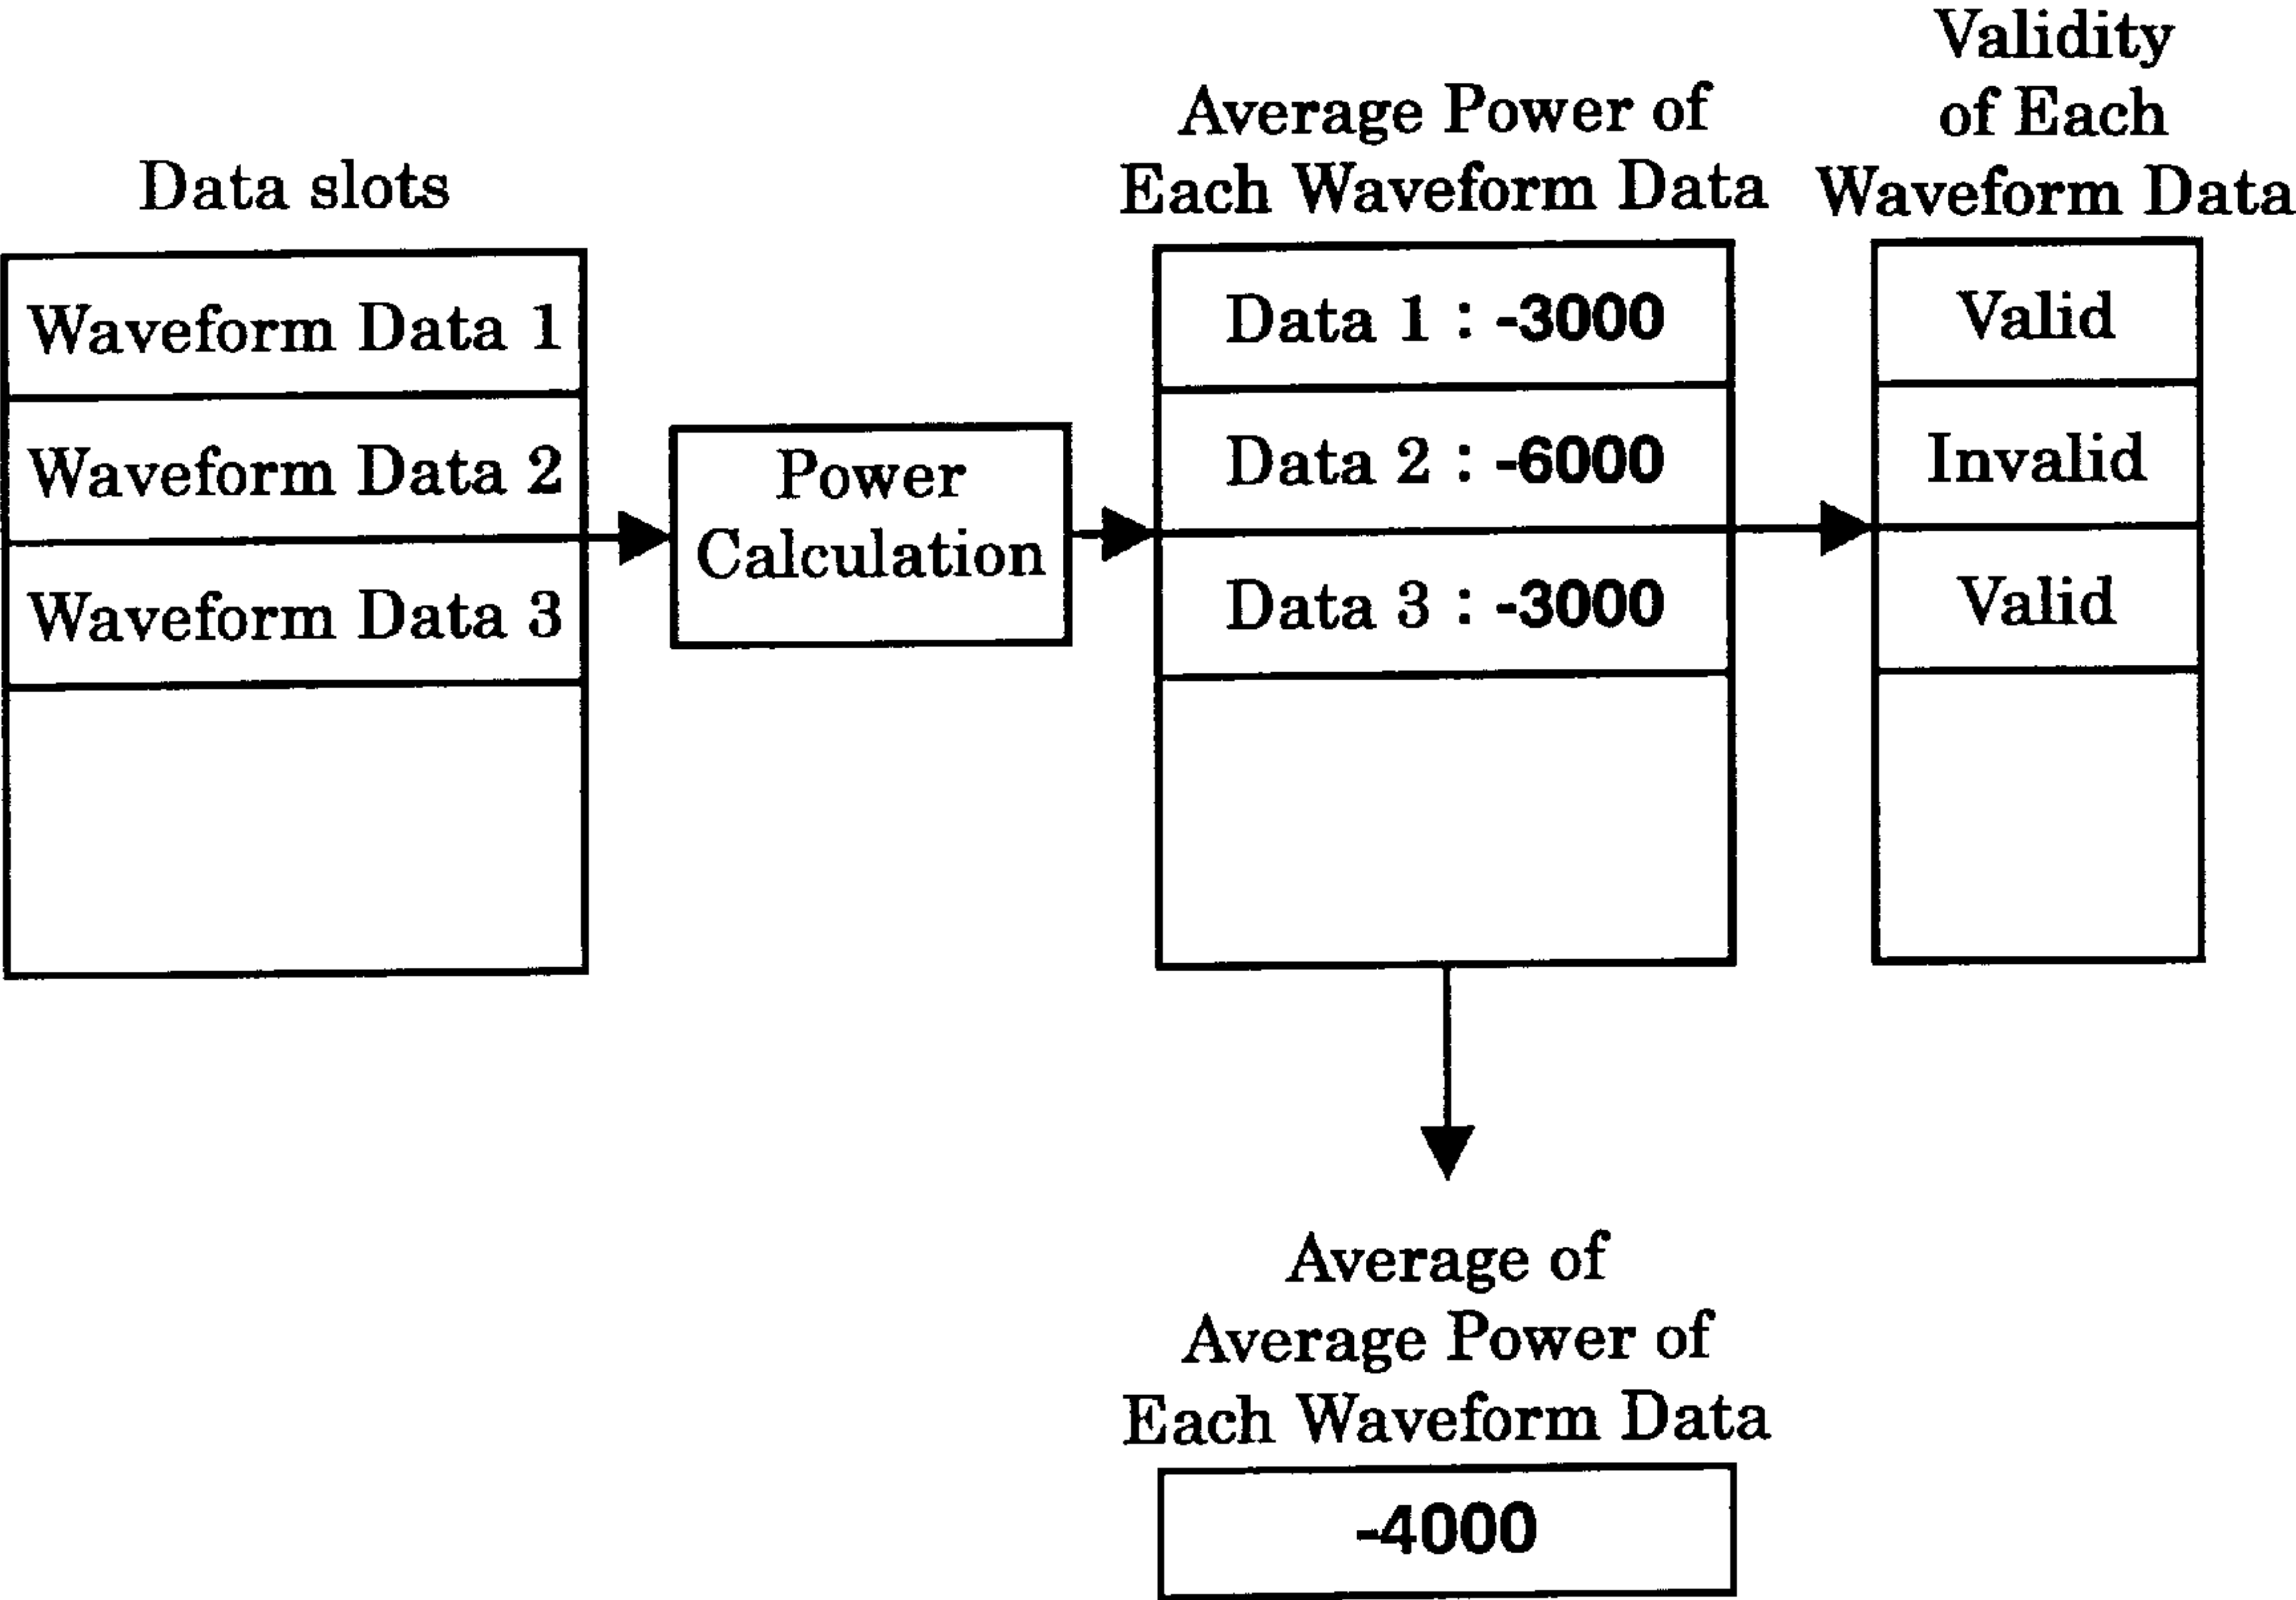 Data slots
Waveform Data 1
Waveform Data 2
Waveform Data 3
Power
Calculation
Average Power of
Each Waveform Data
Data 1 : -3000
Data 2 : -6000
Data 3 : -3000
Validity
of Each
Waveform Data
Valid
Invalid
Valid
Average of
Average Power of
Each Waveform Data
-4000